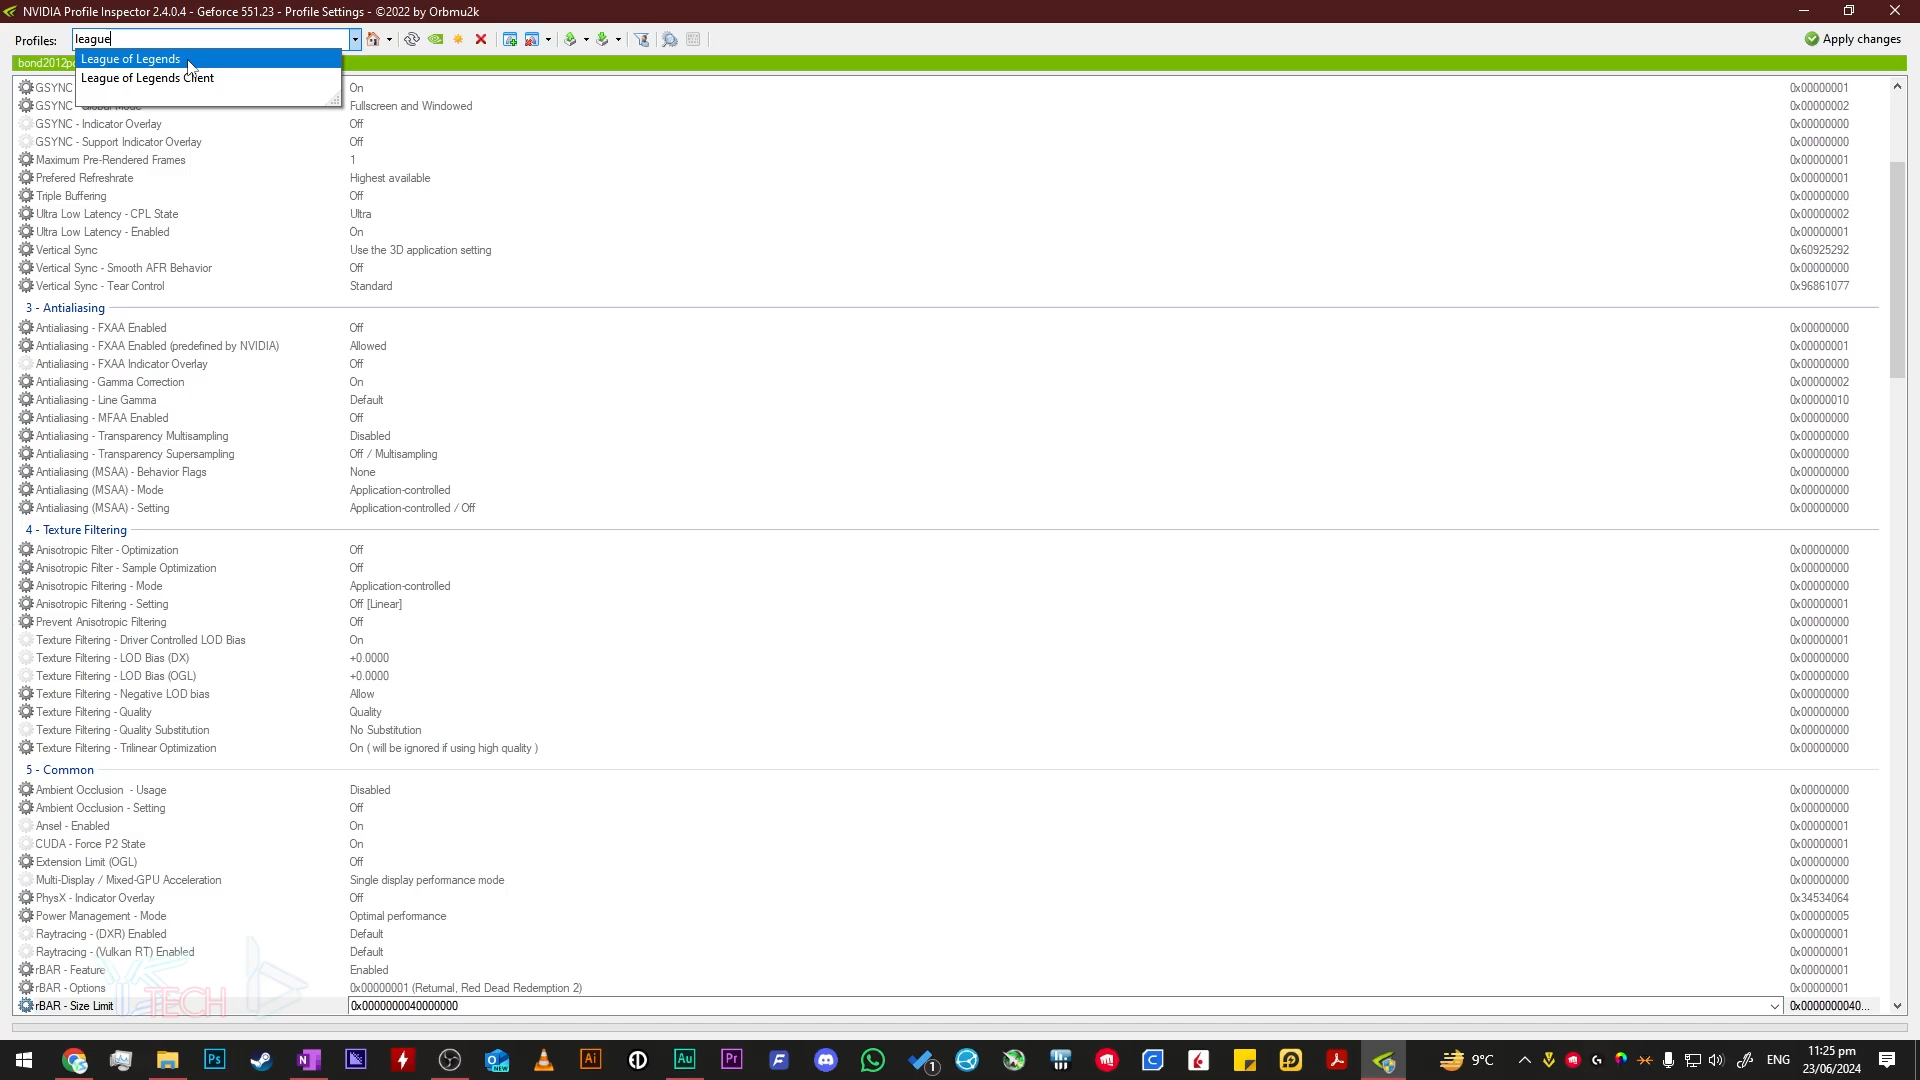 NVIDIA Profile Inspector 2.4.0.4 - Geforce 551.23 - Profile Settings - ©2022 by Orbmu2k
Profiles: league Apply changes
League of Legends
League of Legends Client
GSYNC On 0x00000001
GSYNC - Global Mode Fullscreen and Windowed 0x00000002
GSYNC - Indicator Overlay Off 0x00000000
GSYNC - Support Indicator Overlay Off 0x00000000
Maximum Pre-Rendered Frames 1 0x00000001
Prefered Refreshrate Highest available 0x00000001
Triple Buffering Off 0x00000000
Ultra Low Latency - CPL State Ultra 0x00000002
Ultra Low Latency - Enabled On 0x00000001
Vertical Sync Use the 3D application setting 0x60925292
Vertical Sync - Smooth AFR Behavior Off 0x00000000
Vertical Sync - Tear Control Standard 0x96861077
3 - Antialiasing
Antialiasing - FXAA Enabled Off 0x00000000
Antialiasing - FXAA Enabled (predefined by NVIDIA) Allowed 0x00000001
Antialiasing - FXAA Indicator Overlay Off 0x00000000
Antialiasing - Gamma Correction On 0x00000002
Antialiasing - Line Gamma Default 0x00000010
Antialiasing - MFAA Enabled Off 0x00000000
Antialiasing - Transparency Multisampling Disabled 0x00000000
Antialiasing - Transparency Supersampling Off / Multisampling 0x00000000
Antialiasing (MSAA) - Behavior Flags None 0x00000000
Antialiasing (MSAA) - Mode Application-controlled 0x00000000
Antialiasing (MSAA) - Setting Application-controlled / Off 0x00000000
4 - Texture Filtering
Anisotropic Filter - Optimization Off 0x00000000
Anisotropic Filter - Sample Optimization Off 0x00000000
Anisotropic Filtering - Mode Application-controlled 0x00000000
Anisotropic Filtering - Setting Off [Linear] 0x00000001
Prevent Anisotropic Filtering Off 0x00000000
Texture Filtering - Driver Controlled LOD Bias On 0x00000001
Texture Filtering - LOD Bias (DX) +0.0000 0x00000000
Texture Filtering - LOD Bias (OGL) +0.0000 0x00000000
Texture Filtering - Negative LOD bias Allow 0x00000000
Texture Filtering - Quality Quality 0x00000000
Texture Filtering - Quality Substitution No Substitution 0x00000000
Texture Filtering - Trilinear Optimization On ( will be ignored if using high quality ) 0x00000000
5 - Common
Ambient Occlusion - Usage Disabled 0x00000000
Ambient Occlusion - Setting Off 0x00000000
Ansel - Enabled On 0x00000001
CUDA - Force P2 State On 0x00000001
Extension Limit (OGL) Off 0x00000000
Multi-Display / Mixed-GPU Acceleration Single display performance mode 0x00000000
PhysX - Indicator Overlay Off 0x34534064
Power Management - Mode Optimal performance 0x00000005
Raytracing - (DXR) Enabled Default 0x00000001
Raytracing - (Vulkan RT) Enabled Default 0x00000001
rBAR - Feature Enabled 0x00000001
rBAR - Options 0x00000001 (Returnal, Red Dead Redemption 2) 0x00000001
rBAR - Size Limit 0x0000000040000000 0x0000000040...
TECH
9°C ENG 11:25 pm
23/06/2024